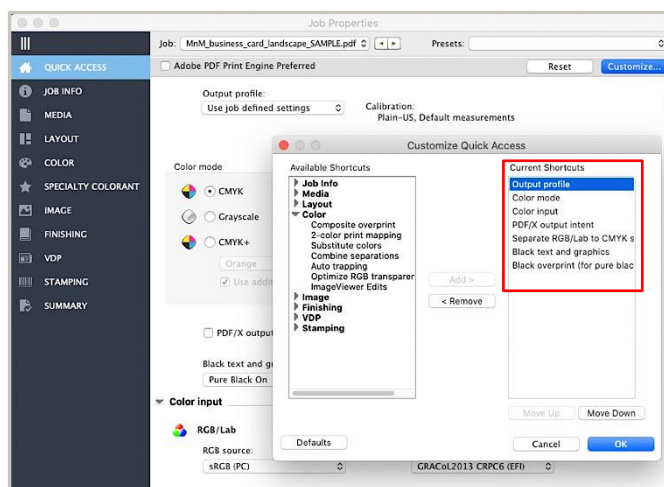 Job Properties
Job: MnM_business_card_landscape_SAMPLE.pdf
Presets:
QUICK ACCESS
Adobe PDF Print Engine Preferred
Reset
Customize...
JOB INFO
MEDIA
LAYOUT
COLOR
SPECIALTY COLORANT
IMAGE
FINISHING
VDP
STAMPING
SUMMARY
Output profile:
Use job defined settings
Calibration:
Plain-US, Default measurements
Color mode
CMYK
Grayscale
CMYK+
Orange
Use addit
PDF/X outpu
Black text and gr
Pure Black On
Color input
RGB/Lab
RGB source:
sRGB (PC)
GRACoL2013 CRPC6 (EFI)
Customize Quick Access
Available Shortcuts
Job Info
Media
Layout
Color
Composite overprint
2-color print mapping
Substitute colors
Combine separations
Auto trapping
Optimize RGB transparer
ImageViewer Edits
Image
Finishing
VDP
Stamping
Add >
< Remove
Current Shortcuts
Output profile
Color mode
Color input
PDF/X output intent
Separate RGB/Lab to CMYK s
Black text and graphics
Black overprint (for pure blac
Move Up
Move Down
Defaults
Cancel
OK